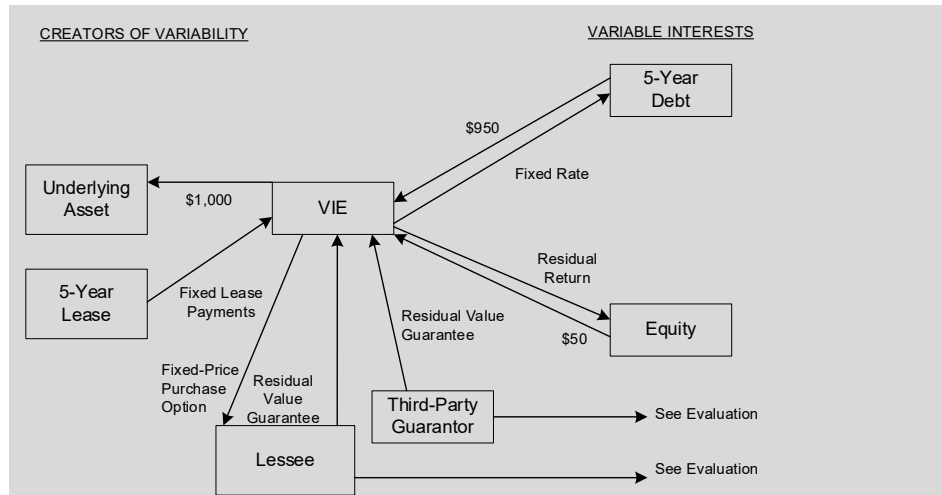 CREATORS OF VARIABILITY
VARIABLE INTERESTS
5-Year
Debt
$950
Fixed Rate
Underlying
Asset
$1,000
VIE
5-Year
Lease
Fixed Lease
Payments
Residual
Return
Residual Value
Guarantee
$50
Equity
Fixed-Price
Purchase
Option
Residual
Value
Guarantee
Third-Party
Guarantor
See Evaluation
Lessee
See Evaluation